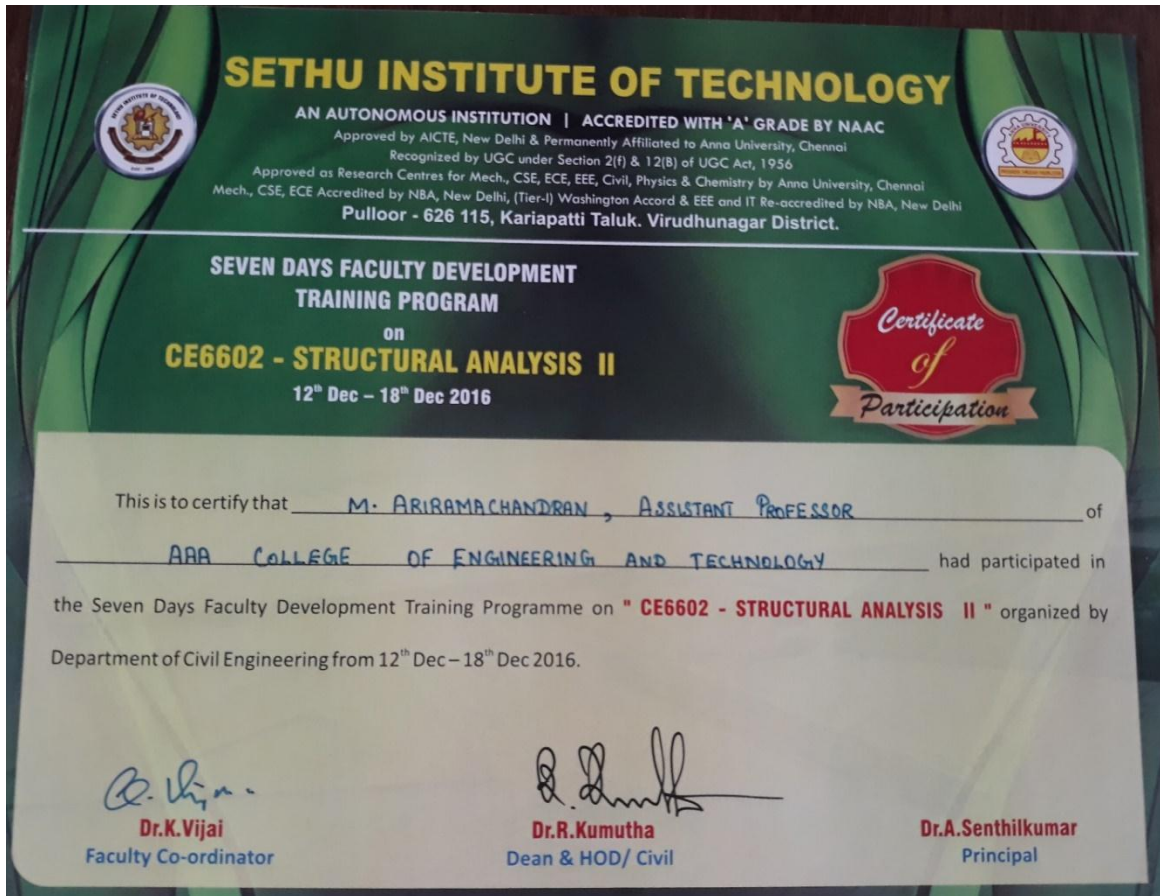 SETHU INSTITUTE OF TECHNOLOGY
AN AUTONOMOUS INSTITUTION | ACCREDITED WITH 'A' GRADE BY NAAC
Approved by AICTE, New Delhi & Permanently Affiliated to Anna University, Chennai
Recognized by UGC under Section 2(f) & 12(B) of UGC Act, 1956
Approved as Research Centres for Mech., CSE, ECE, EEE, Civil, Physics & Chemistry by Anna University, Chennai
Mech., CSE, ECE Accredited by NBA, New Delhi, (Tier-I) Washington Accord & EEE and IT Re-accredited by NBA, New Delhi
Pulloor - 626 115, Kariapatti Taluk. Virudhunagar District.
SEVEN DAYS FACULTY DEVELOPMENT
TRAINING PROGRAM
on
CE6602 - STRUCTURAL ANALYSIS II
12th Dec – 18th Dec 2016
Certificate
of
Participation
This is to certify that M. ARIRAMACHANDRAN, ASSISTANT PROFESSOR of
AAA COLLEGE OF ENGINEERING AND TECHNOLOGY had participated in
the Seven Days Faculty Development Training Programme on " CE6602 - STRUCTURAL ANALYSIS II " organized by
Department of Civil Engineering from 12th Dec – 18th Dec 2016.
Dr.K.Vijai Dr.R.Kumutha Dr.A.Senthilkumar
Faculty Co-ordinator Dean & HOD/ Civil Principal